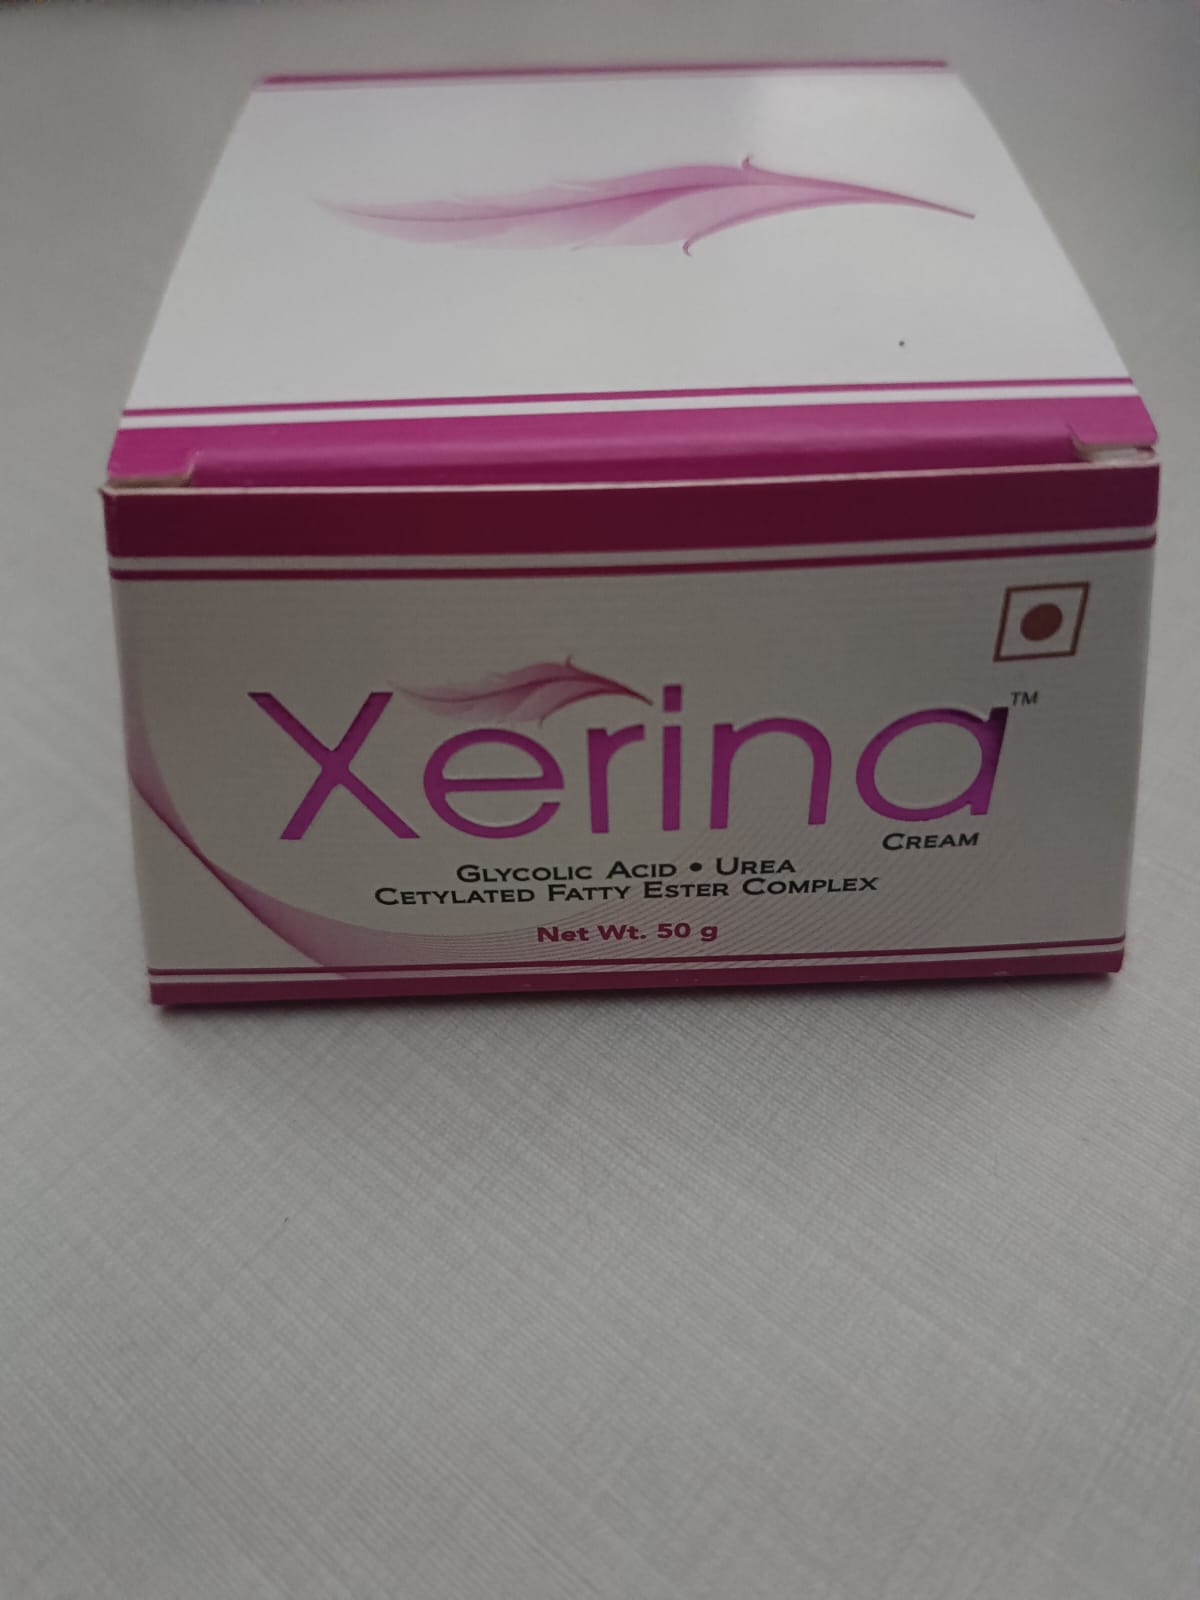 Xerina™
CREAM
GLYCOLIC ACID • UREA
CETYLATED FATTY ESTER COMPLEX
Net Wt. 50 g